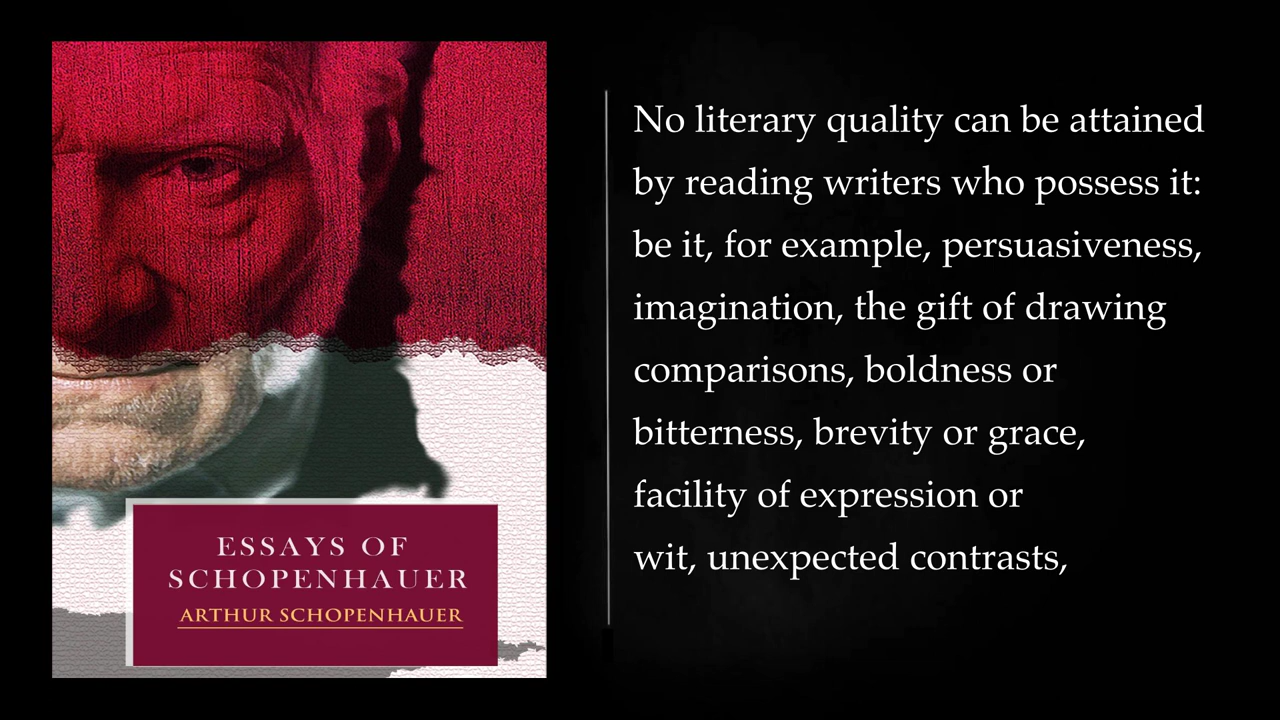 ESSAYS OF
SCHOPENHAUER
ARTHUR SCHOPENHAUER
No literary quality can be attained
by reading writers who possess it:
be it, for example, persuasiveness,
imagination, the gift of drawing
comparisons, boldness or
bitterness, brevity or grace,
facility of expression or
wit, unexpected contrasts,